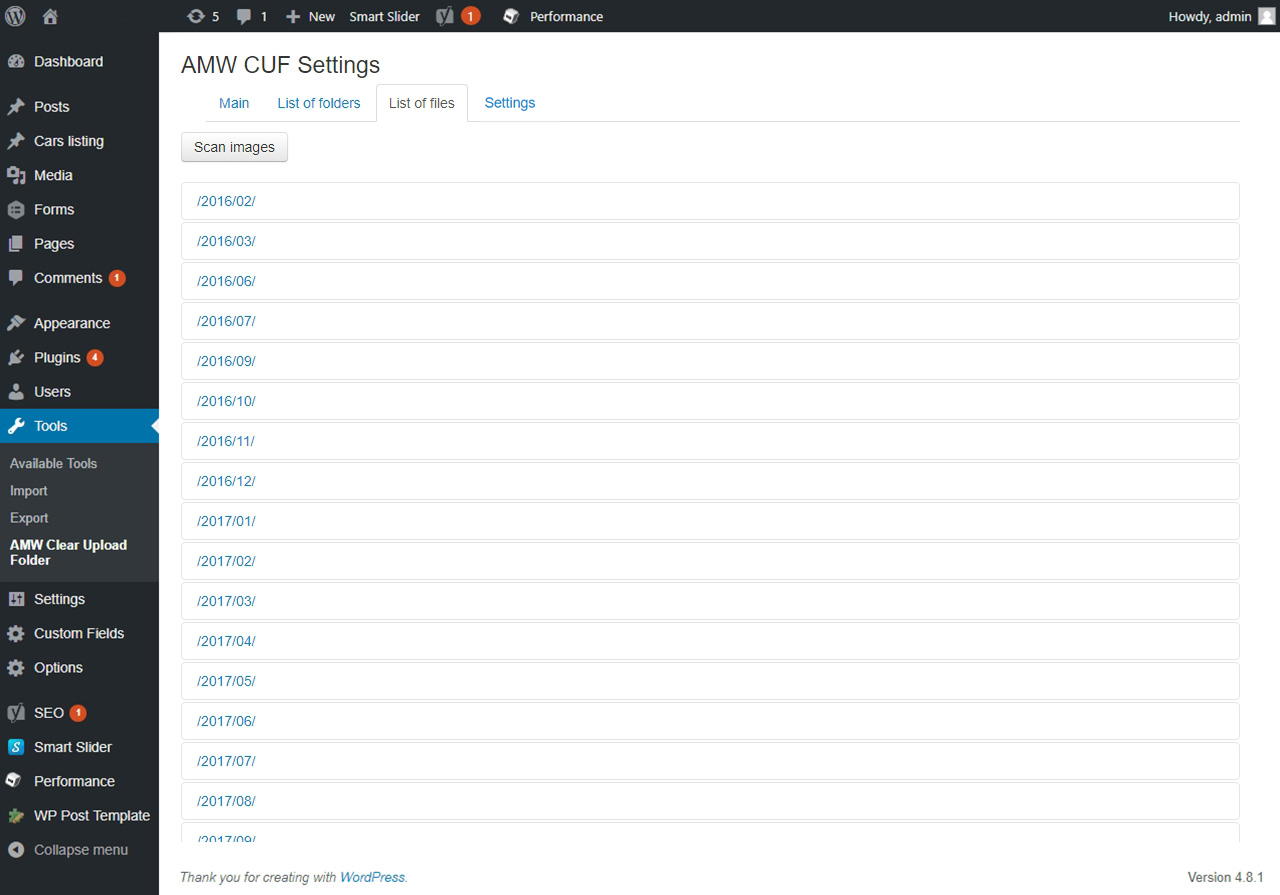 5 1 New Smart Slider 1 Performance Howdy, admin
Dashboard
Posts
Cars listing
Media
Forms
Pages
Comments 1
Appearance
Plugins 4
Users
Tools
Available Tools
Import
Export
AMW Clear Upload
Folder
Settings
Custom Fields
Options
SEO 1
Smart Slider
Performance
WP Post Template
Collapse menu
AMW CUF Settings
Main List of folders List of files Settings
Scan images
/2016/02/
/2016/03/
/2016/06/
/2016/07/
/2016/09/
/2016/10/
/2016/11/
/2016/12/
/2017/01/
/2017/02/
/2017/03/
/2017/04/
/2017/05/
/2017/06/
/2017/07/
/2017/08/
/2017/09/
Thank you for creating with WordPress. Version 4.8.1